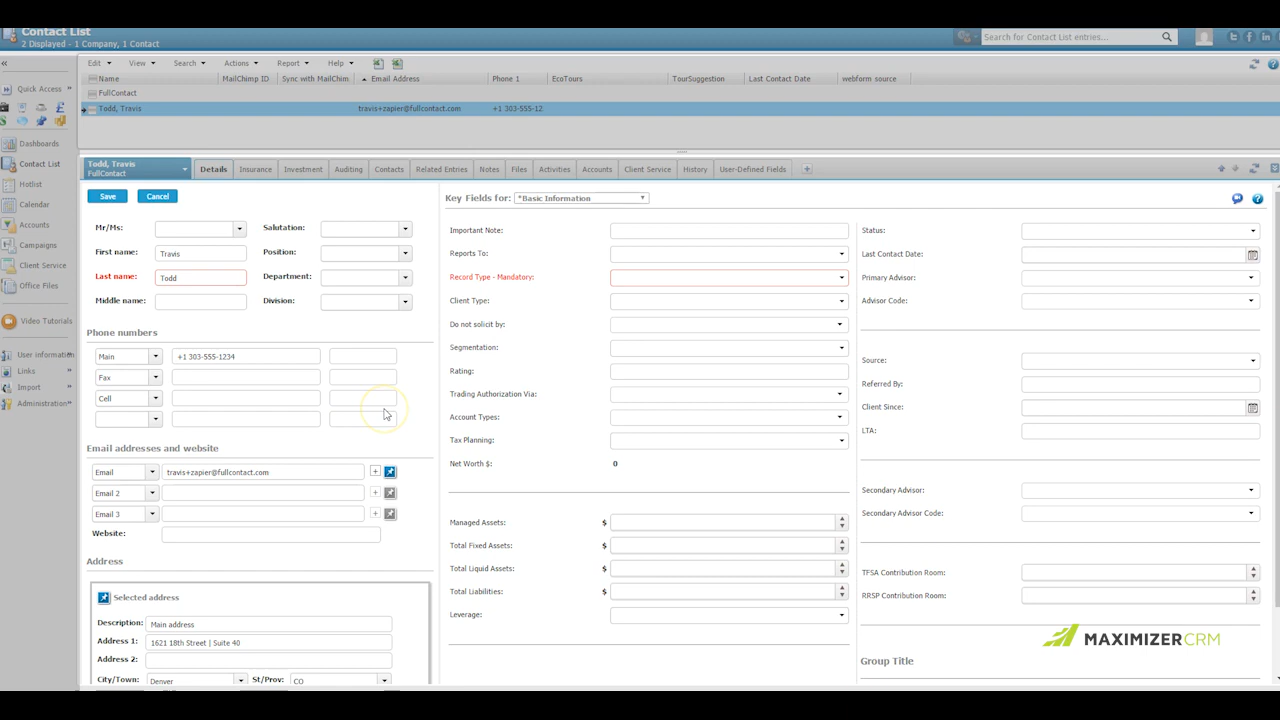 Contact List
2 Displayed - 1 Company, 1 Contact
Search for Contact List entries...
Edit View Search Actions Report Help
Name MailChimp ID Sync with MailChim Email Address Phone 1 EcoTours TourSuggestion Last Contact Date webform source
FullContact
Todd, Travis travis+zapier@fullcontact.com +1 303-555-12
Quick Access
Dashboards
Contact List
Hotlist
Calendar
Accounts
Campaigns
Client Service
Office Files
Video Tutorials
User information
Links
Import
Administration
Todd, Travis
FullContact
Details Insurance Investment Auditing Contacts Related Entries Notes Files Activities Accounts Client Service History User-Defined Fields
Save Cancel
Mr/Ms: Salutation:
First name: Travis Position:
Last name: Todd Department:
Middle name: Division:
Phone numbers
Main +1 303-555-1234
Fax
Cell
Email addresses and website
Email travis+zapier@fullcontact.com
Email 2
Email 3
Website:
Address
Selected address
Description: Main address
Address 1: 1621 18th Street | Suite 40
Address 2:
City/Town: Denver St/Prov: CO
Key Fields for: *Basic Information
Important Note:
Reports To:
Record Type - Mandatory:
Client Type:
Do not solicit by:
Segmentation:
Rating:
Trading Authorization Via:
Account Types:
Tax Planning:
Net Worth $: 0
Managed Assets: $
Total Fixed Assets: $
Total Liquid Assets: $
Total Liabilities: $
Leverage:
Status:
Last Contact Date:
Primary Advisor:
Advisor Code:
Source:
Referred By:
Client Since:
LTA:
Secondary Advisor:
Secondary Advisor Code:
TFSA Contribution Room:
RRSP Contribution Room:
MAXIMIZER CRM
Group Title